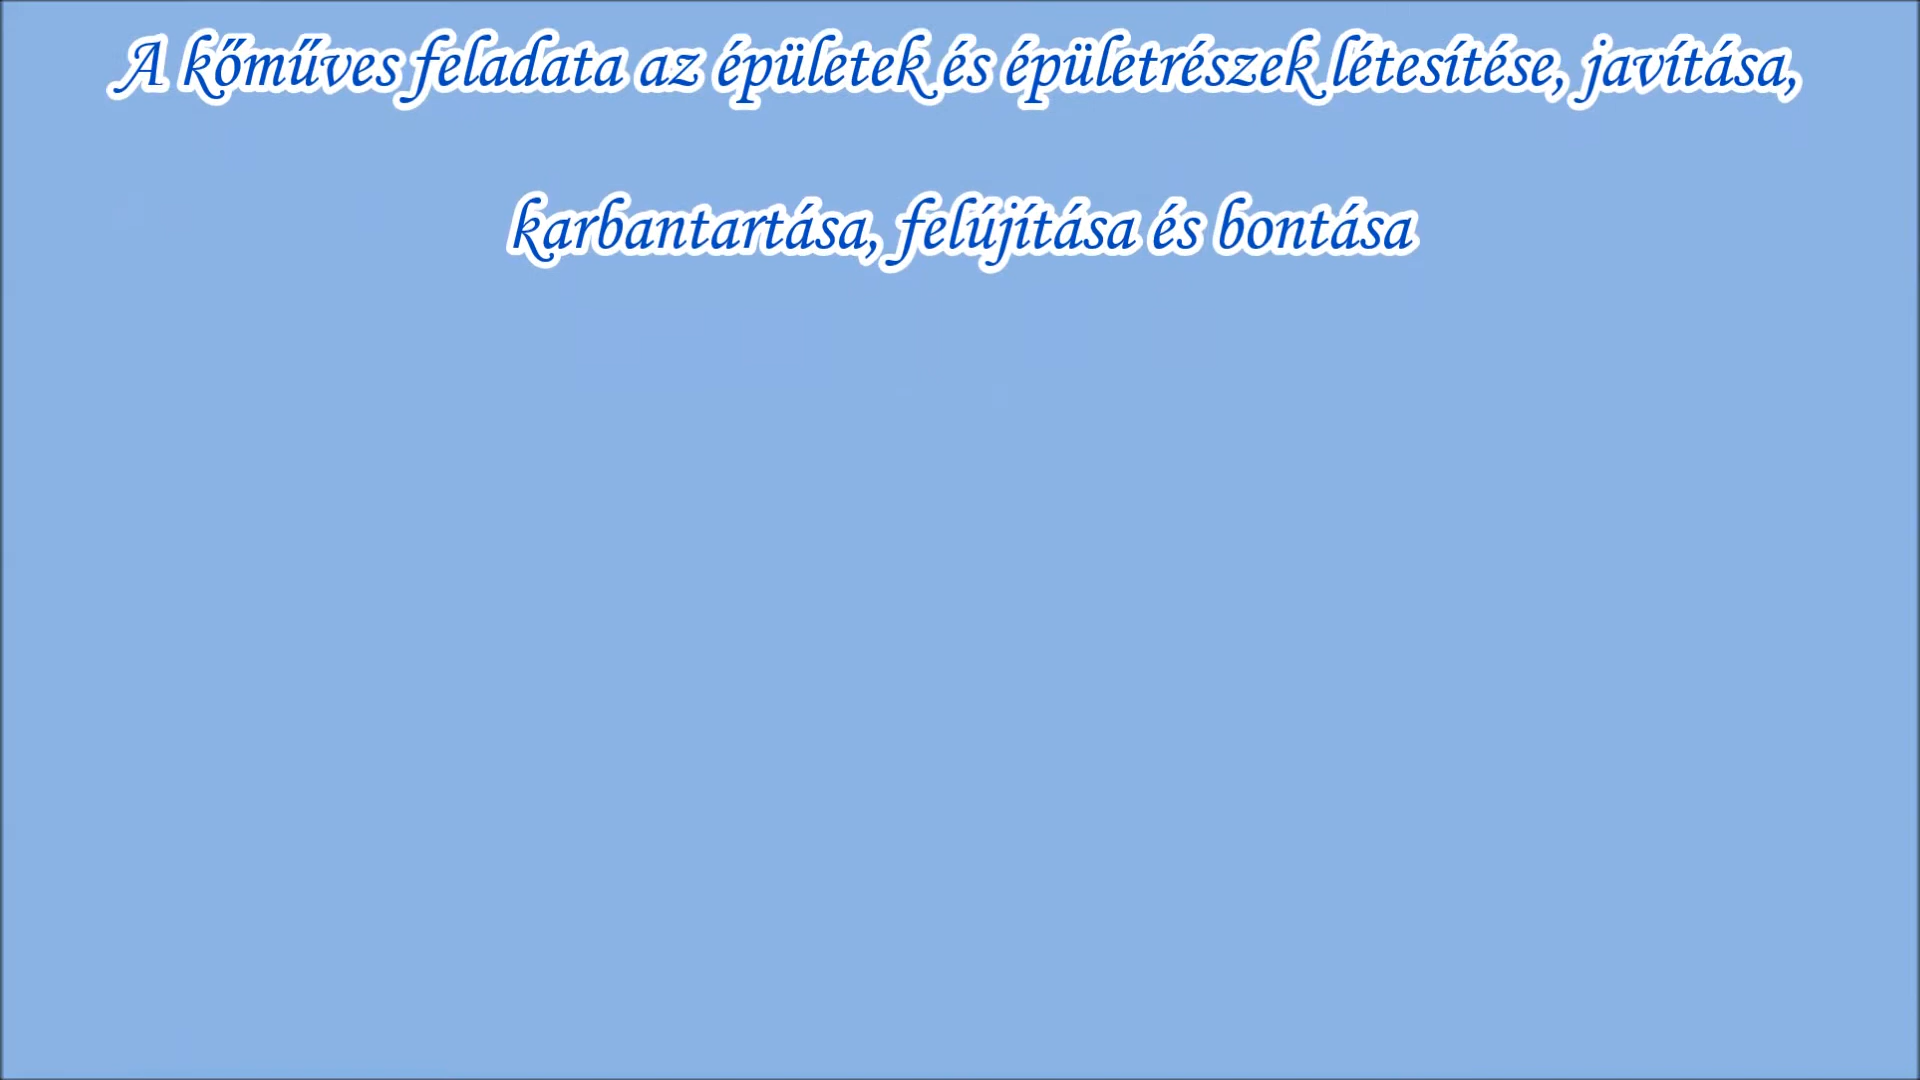 A kőműves feladata az épületek és épületrészek létesítése, javítása,
karbantartása, felújítása és bontása